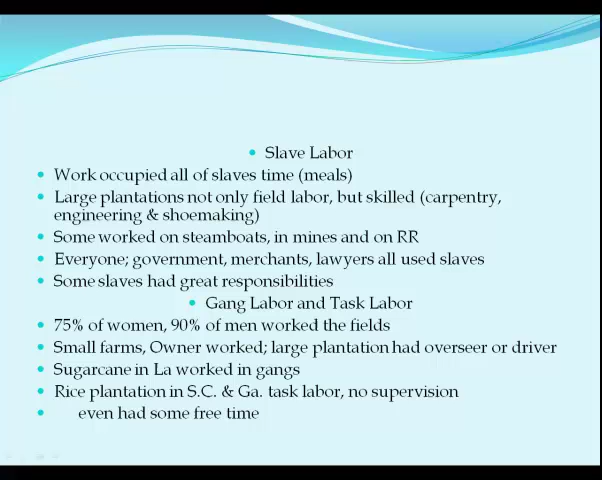 • Slave Labor
• Work occupied all of slaves time (meals)
• Large plantations not only field labor, but skilled (carpentry,
engineering & shoemaking)
• Some worked on steamboats, in mines and on RR
• Everyone; government, merchants, lawyers all used slaves
• Some slaves had great responsibilities
• Gang Labor and Task Labor
• 75% of women, 90% of men worked the fields
• Small farms, Owner worked; large plantation had overseer or driver
• Sugarcane in La worked in gangs
• Rice plantation in S.C. & Ga. task labor, no supervision
• even had some free time